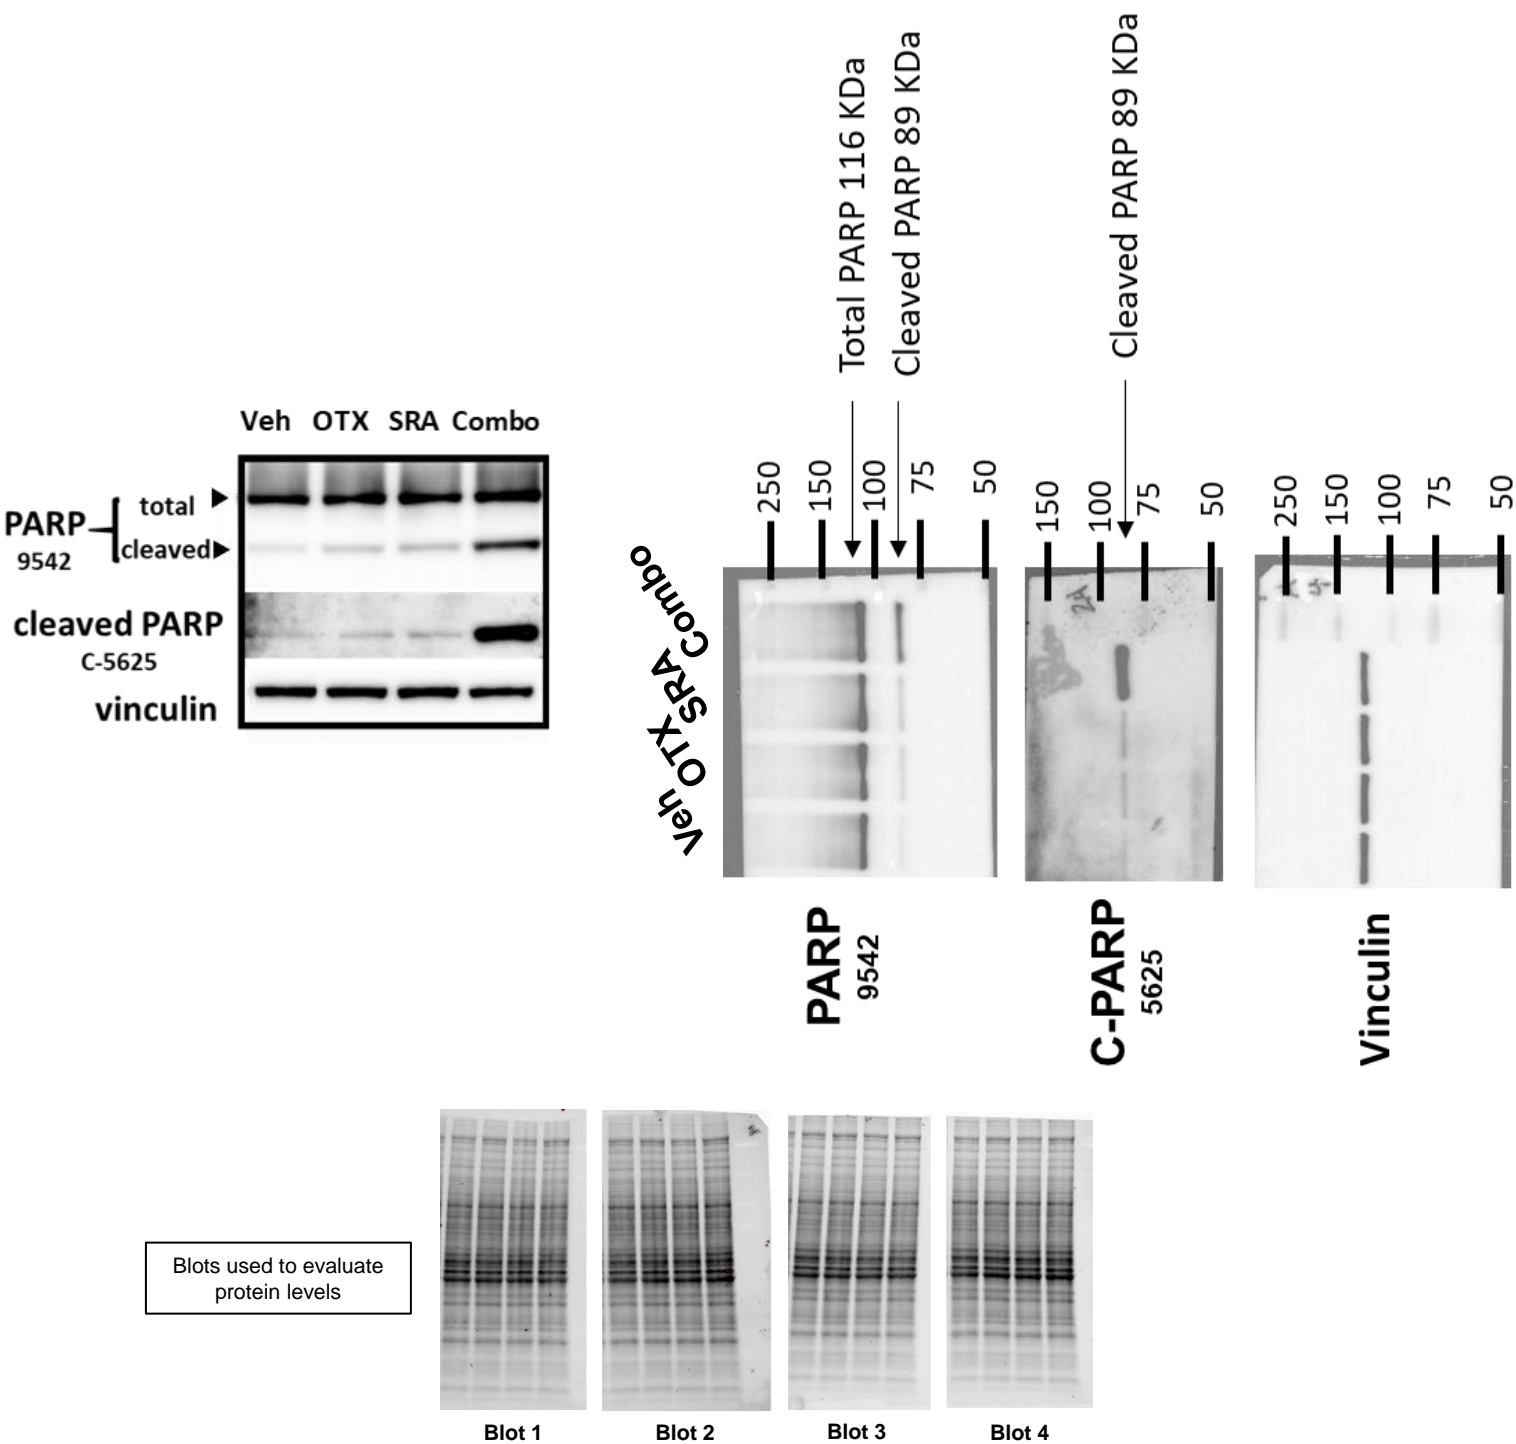 Total PARP 116 KDa
Cleaved PARP 89 KDa
Cleaved PARP 89 KDa
Veh OTX SRA Combo
PARP
9542
total
cleaved
cleaved PARP
C-5625
vinculin
250
150
100
75
50
150
100
75
50
250
150
100
75
50
Veh OTX SRA Combo
PARP
9542
C-PARP
5625
Vinculin
Blots used to evaluate
protein levels
Blot 1
Blot 2
Blot 3
Blot 4